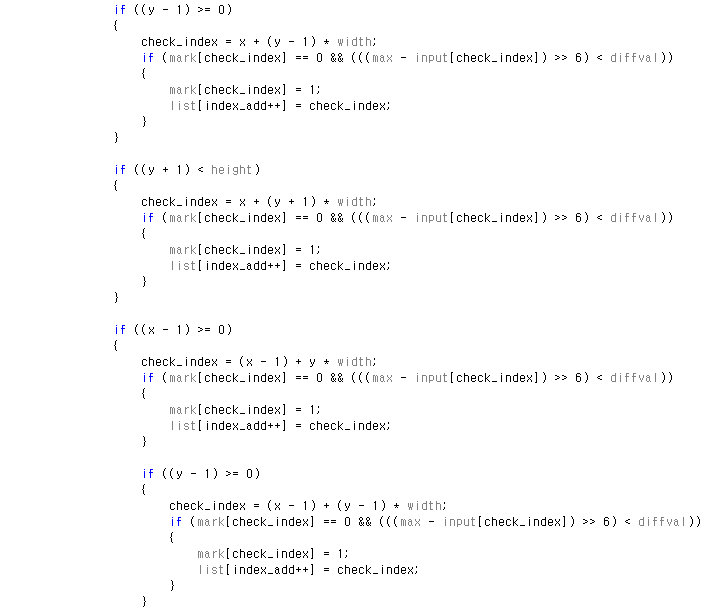 if ((y - 1) >= 0)
{
check_index = x + (y - 1) * width;
if (mark[check_index] == 0 && (((max - input[check_index]) >> 6) < diffval))
{
mark[check_index] = 1;
list[index_add++] = check_index;
}
}
if ((y + 1) < height)
{
check_index = x + (y + 1) * width;
if (mark[check_index] == 0 && (((max - input[check_index]) >> 6) < diffval))
{
mark[check_index] = 1;
list[index_add++] = check_index;
}
}
if ((x - 1) >= 0)
{
check_index = (x - 1) + y * width;
if (mark[check_index] == 0 && (((max - input[check_index]) >> 6) < diffval))
{
mark[check_index] = 1;
list[index_add++] = check_index;
}
if ((y - 1) >= 0)
{
check_index = (x - 1) + (y - 1) * width;
if (mark[check_index] == 0 && (((max - input[check_index]) >> 6) < diffval))
{
mark[check_index] = 1;
list[index_add++] = check_index;
}
}